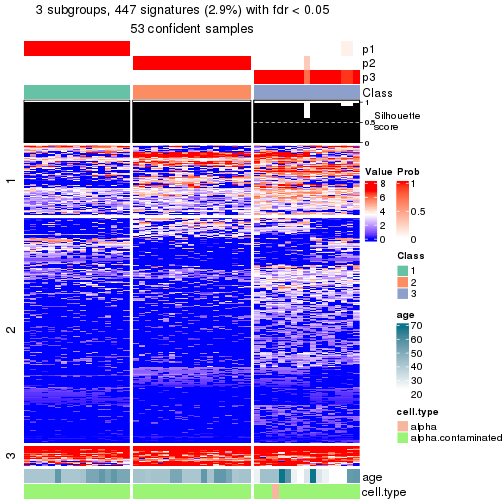 3 subgroups, 447 signatures (2.9%) with fdr < 0.05
53 confident samples
p1
p2
p3
Class
1
0.5
0
Silhouette
score
1
2
3
Value
8
6
4
2
0
Prob
1
0.5
0
Class
1
2
3
age
70
60
50
40
30
20
cell.type
alpha
alpha.contaminated
age
cell.type